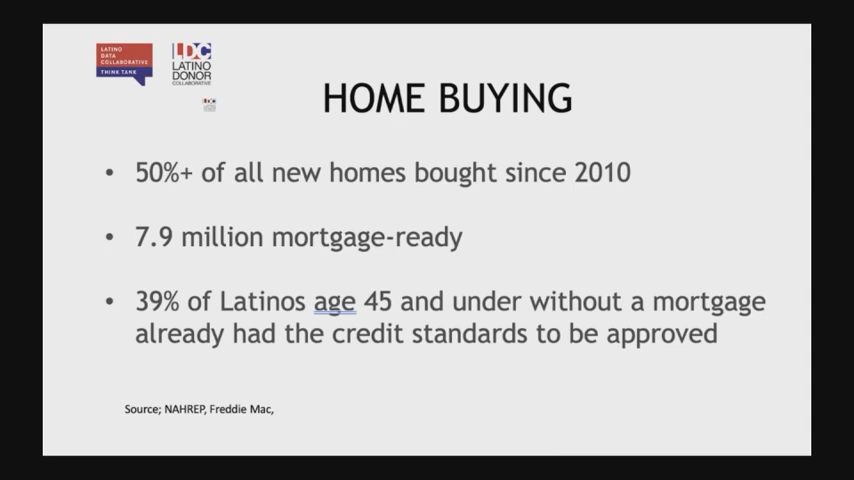 LATINO
DATA
COLLABORATIVE
THINK TANK
LDC
LATINO
DONOR
COLLABORATIVE
LDC
HOME BUYING
• 50%+ of all new homes bought since 2010
• 7.9 million mortgage-ready
• 39% of Latinos age 45 and under without a mortgage
already had the credit standards to be approved
Source; NAHREP, Freddie Mac,